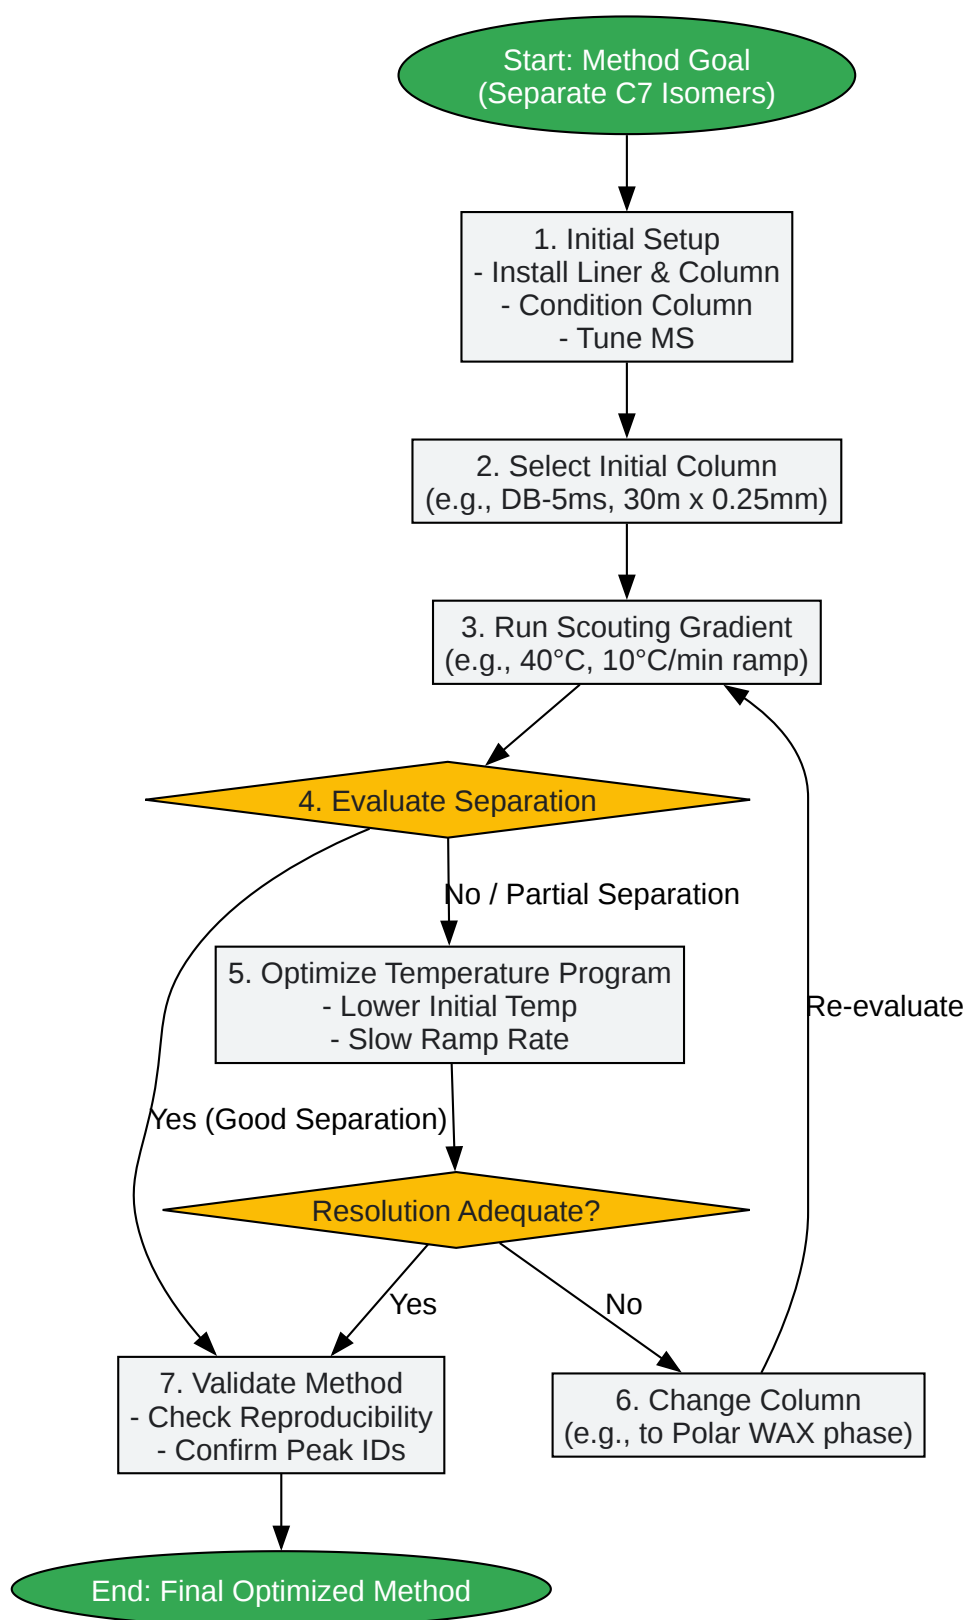 Start: Method Goal
(Separate C7 Isomers)
1. Initial Setup
- Install Liner & Column
- Condition Column
- Tune MS
2. Select Initial Column
(e.g., DB-5ms, 30m x 0.25mm)
3. Run Scouting Gradient
(e.g., 40°C, 10°C/min ramp)
4. Evaluate Separation
No / Partial Separation
5. Optimize Temperature Program
- Lower Initial Temp
- Slow Ramp Rate
Re-evaluate
Yes (Good Separation)
Resolution Adequate?
Yes
No
7. Validate Method
- Check Reproducibility
- Confirm Peak IDs
6. Change Column
(e.g., to Polar WAX phase)
End: Final Optimized Method